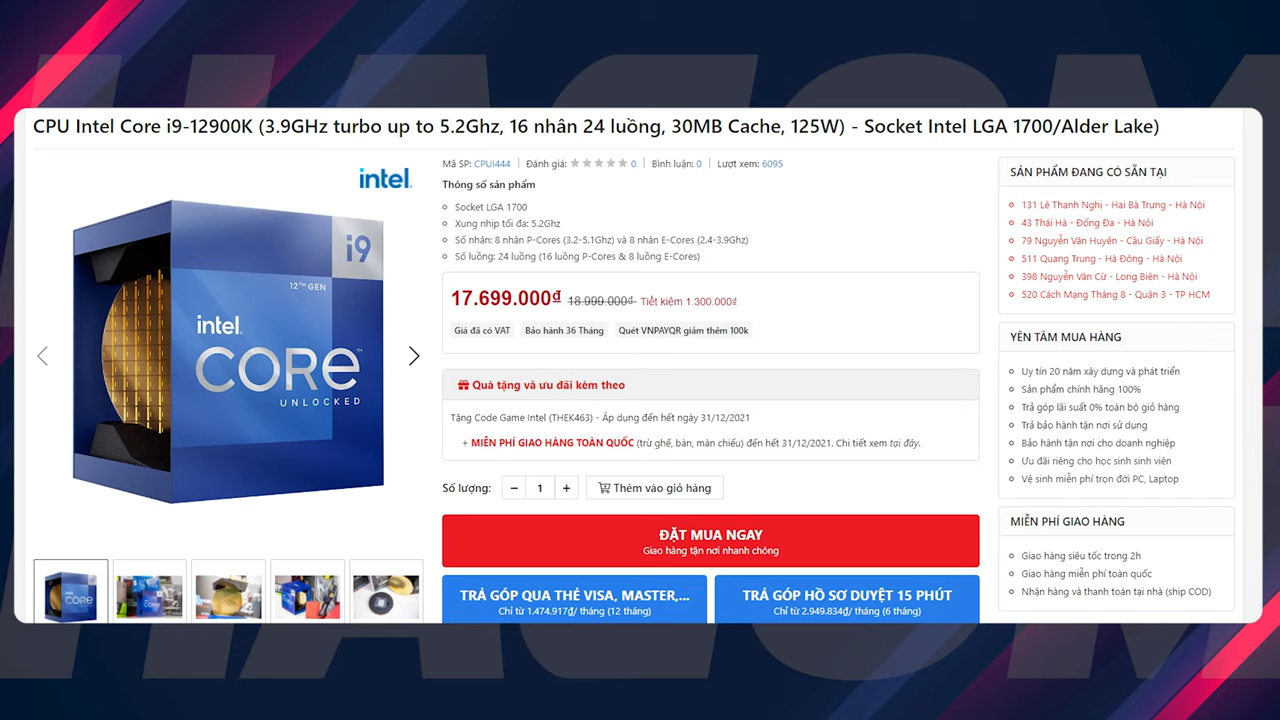 HACOM
CPU Intel Core i9-12900K (3.9GHz turbo up to 5.2Ghz, 16 nhân 24 luồng, 30MB Cache, 125W) - Socket Intel LGA 1700/Alder Lake)
intel.
i9
12TH GEN
intel.
CORE™
UNLOCKED
Mã SP: CPUI444 | Đánh giá: ★★★★★ 0 | Bình luận: 0 | Lượt xem: 6095
Thông số sản phẩm
Socket LGA 1700
Xung nhịp tối đa: 5.2Ghz
Số nhân: 8 nhân P-Cores (3.2-5.1Ghz) và 8 nhân E-Cores (2.4-3.9Ghz)
Số luồng: 24 luồng (16 luồng P-Cores & 8 luồng E-Cores)
17.699.000₫ 18.999.000₫ Tiết kiệm 1.300.000₫
Giá đã có VAT Bảo hành 36 Tháng Quét VNPAYQR giảm thêm 100k
Quà tặng và ưu đãi kèm theo
Tặng Code Game Intel (THEK463) - Áp dụng đến hết ngày 31/12/2021
+ MIỄN PHÍ GIAO HÀNG TOÀN QUỐC (trừ ghế, bàn, màn chiếu) đến hết 31/12/2021. Chi tiết xem tại đây.
Số lượng: − 1 + Thêm vào giỏ hàng
ĐẶT MUA NGAY
Giao hàng tận nơi nhanh chóng
TRẢ GÓP QUA THẺ VISA, MASTER,...
Chỉ từ 1.474.917₫/ tháng (12 tháng)
TRẢ GÓP HỒ SƠ DUYỆT 15 PHÚT
Chỉ từ 2.949.834₫/ tháng (6 tháng)
SẢN PHẨM ĐANG CÓ SẴN TẠI
131 Lê Thanh Nghị - Hai Bà Trưng - Hà Nội
43 Thái Hà - Đống Đa - Hà Nội
79 Nguyễn Văn Huyên - Cầu Giấy - Hà Nội
511 Quang Trung - Hà Đông - Hà Nội
398 Nguyễn Văn Cừ - Long Biên - Hà Nội
520 Cách Mạng Tháng 8 - Quận 3 - TP HCM
YÊN TÂM MUA HÀNG
Uy tín 20 năm xây dựng và phát triển
Sản phẩm chính hãng 100%
Trả góp lãi suất 0% toàn bộ giỏ hàng
Trả bảo hành tận nơi sử dụng
Bảo hành tận nơi cho doanh nghiệp
Ưu đãi riêng cho học sinh sinh viên
Vệ sinh miễn phí trọn đời PC, Laptop
MIỄN PHÍ GIAO HÀNG
Giao hàng siêu tốc trong 2h
Giao hàng miễn phí toàn quốc
Nhận hàng và thanh toán tại nhà (ship COD)